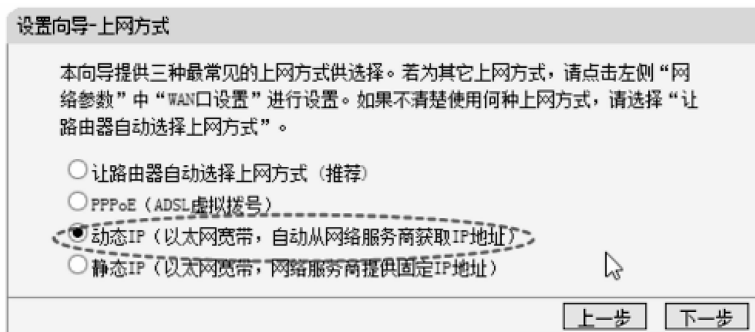 设置向导-上网方式
本向导提供三种最常见的上网方式供选择。若为其它上网方式，请点击左侧“网
络参数”中“WAN口设置”进行设置。如果不清楚使用何种上网方式，请选择“让
路由器自动选择上网方式”。
让路由器自动选择上网方式（推荐）
PPPoE（ADSL虚拟拨号）
动态IP（以太网宽带，自动从网络服务商获取IP地址）
静态IP（以太网宽带，网络服务商提供固定IP地址）
上一步 下一步